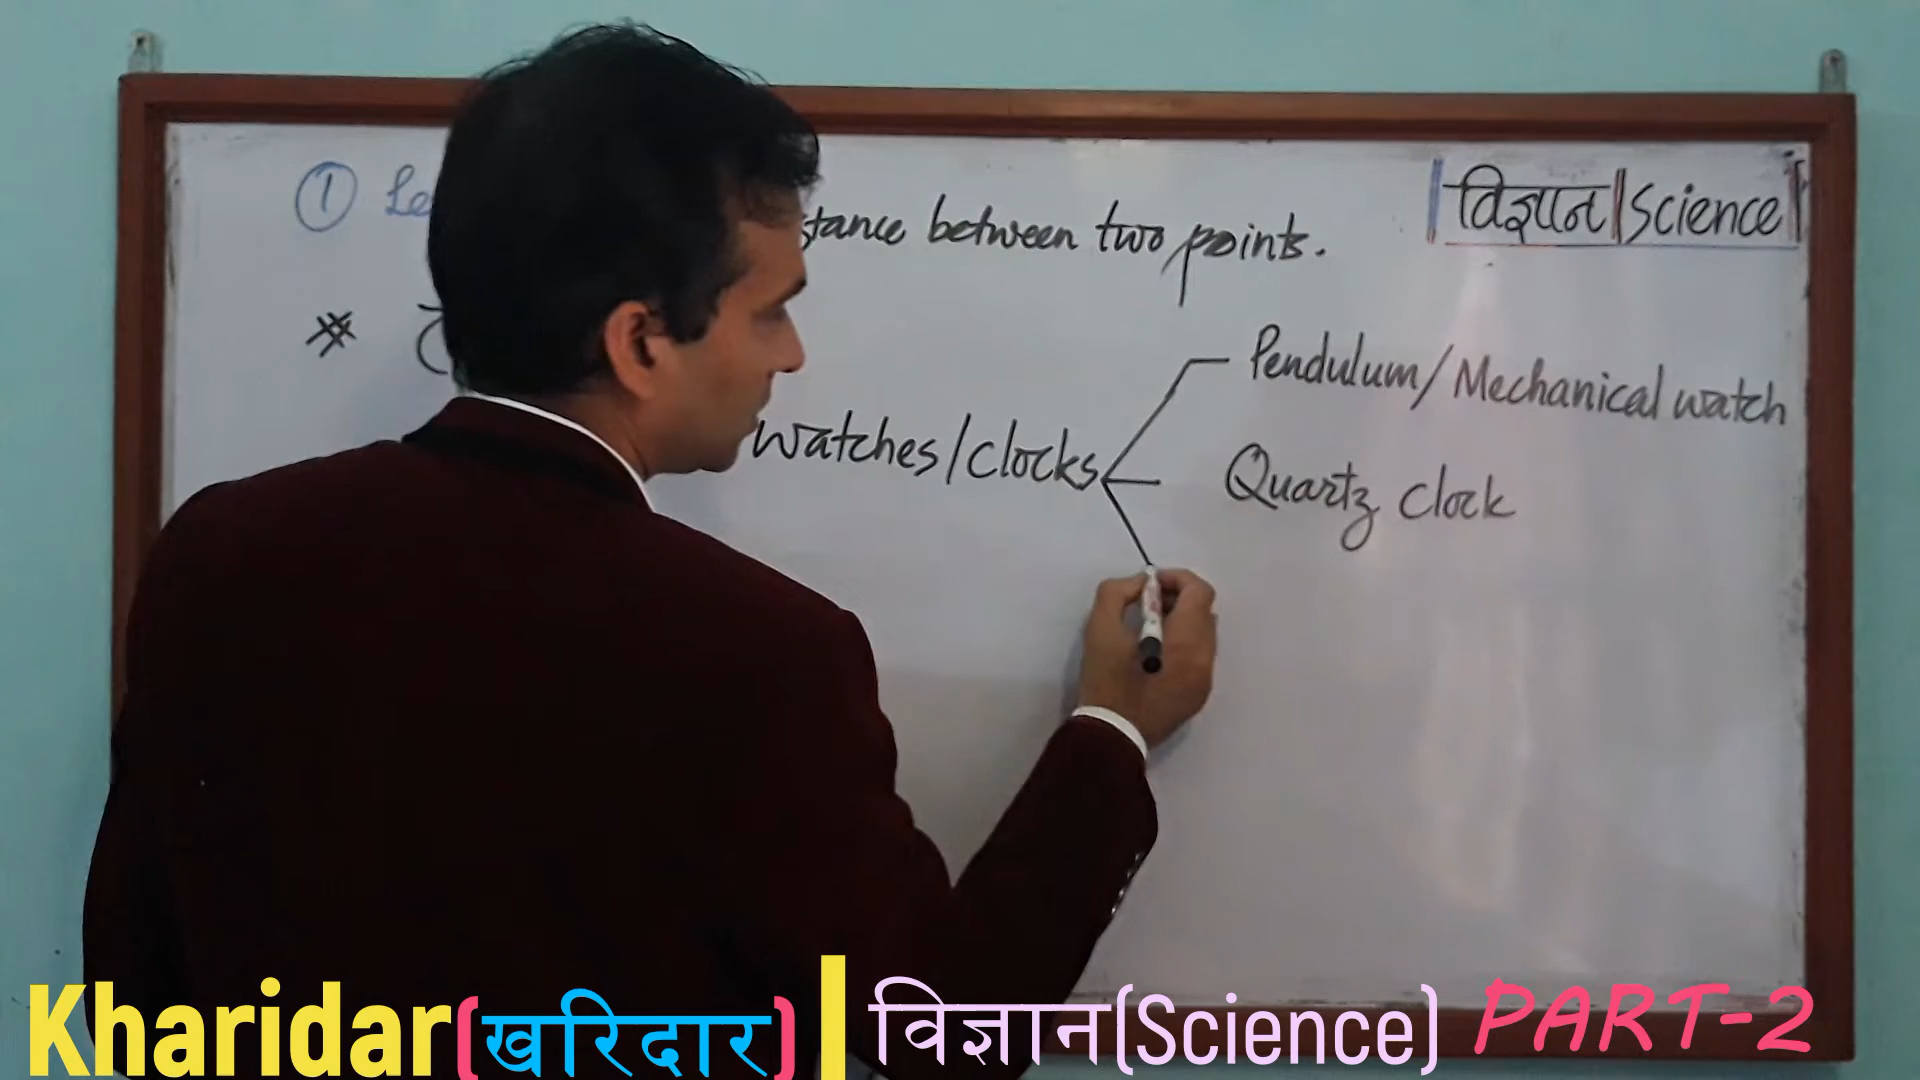 ① Le
stance between two points.
विज्ञान | Science
#
Watches/Clocks
Pendulum/Mechanical watch
Quartz Clock
Kharidar(खरिदार) | विज्ञान(Science) PART-2